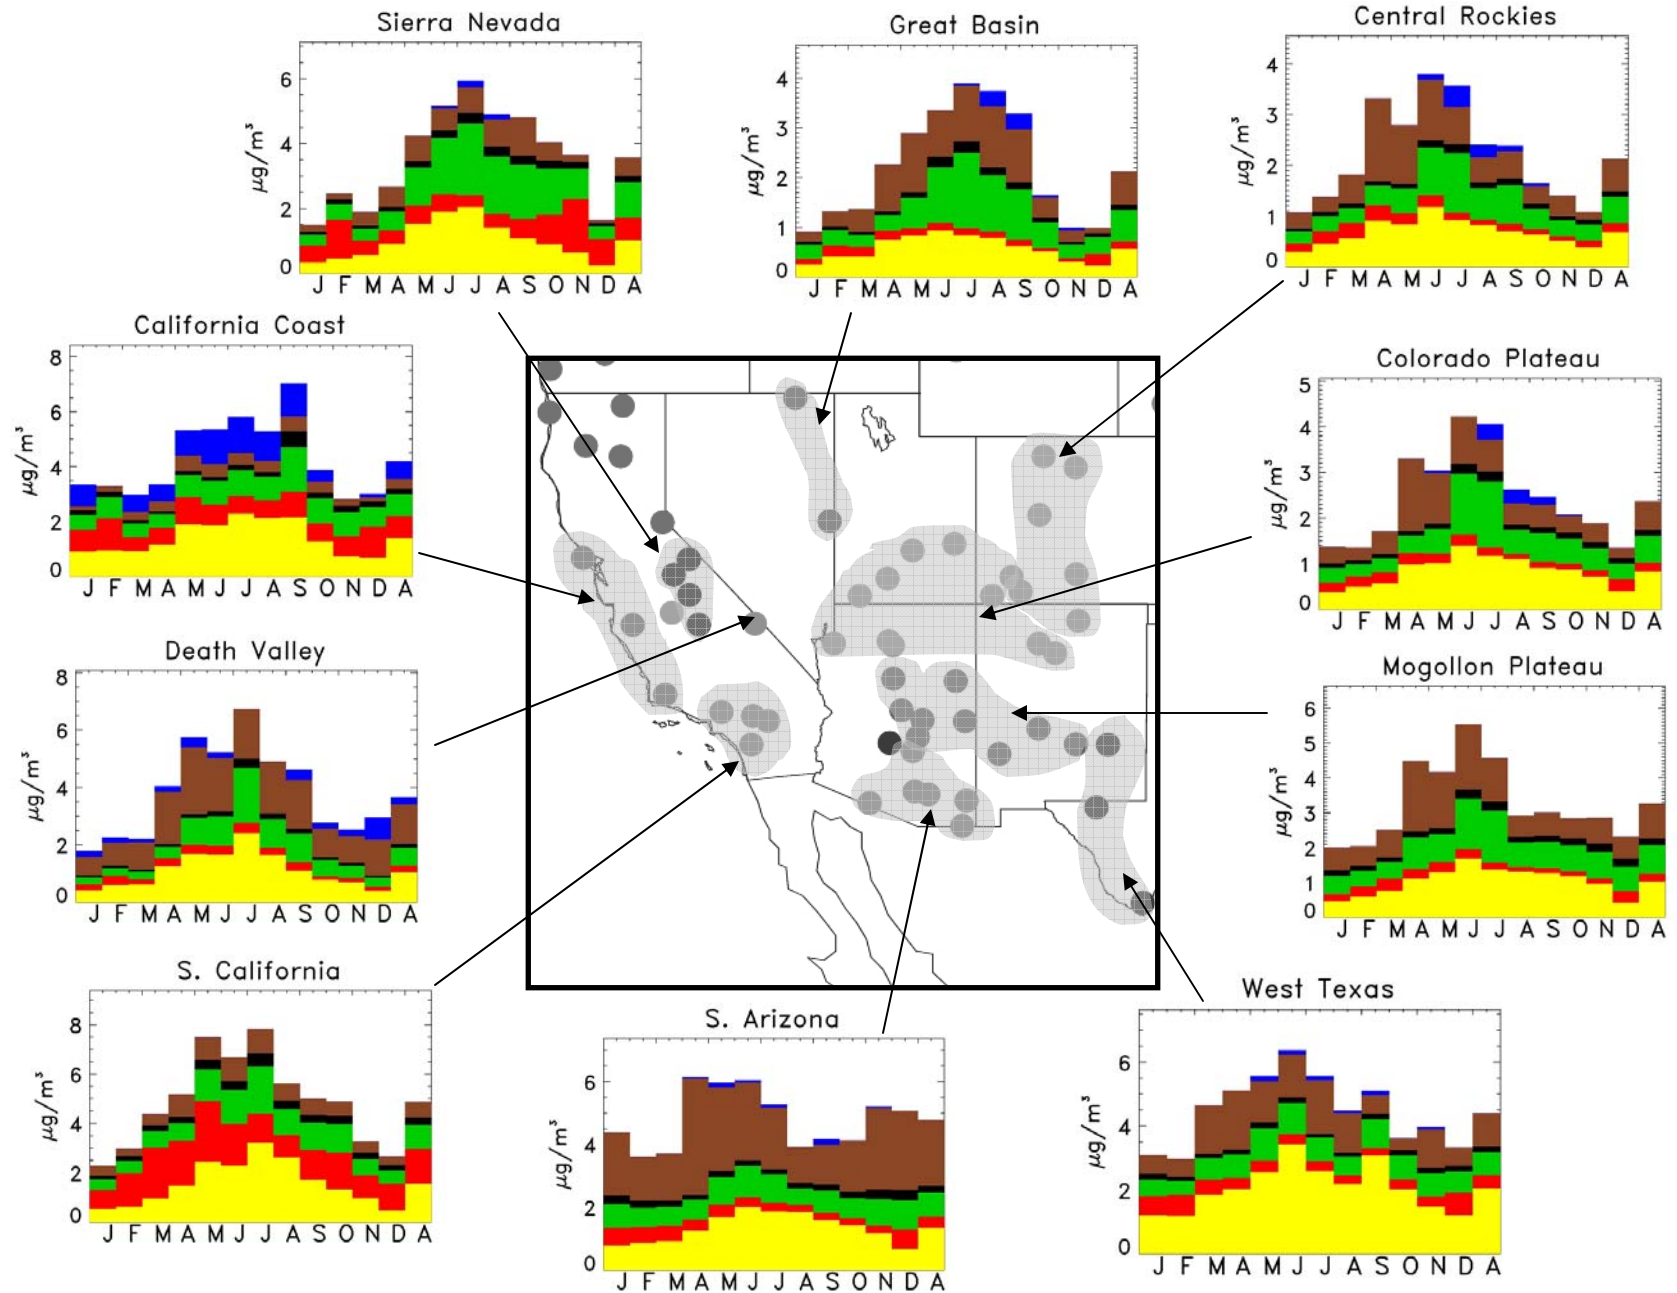 Sierra Nevada
μg/m³
6
4
2
0
J F M A M J J A S O N D A
Great Basin
μg/m³
4
3
2
1
0
J F M A M J J A S O N D A
Central Rockies
μg/m³
4
3
2
1
0
J F M A M J J A S O N D A
California Coast
μg/m³
8
6
4
2
0
J F M A M J J A S O N D A
Colorado Plateau
μg/m³
5
4
3
2
1
0
J F M A M J J A S O N D A
Death Valley
μg/m³
8
6
4
2
0
J F M A M J J A S O N D A
Mogollon Plateau
μg/m³
6
5
4
3
2
1
0
J F M A M J J A S O N D A
S. California
μg/m³
8
6
4
2
0
J F M A M J J A S O N D A
S. Arizona
μg/m³
6
4
2
0
J F M A M J J A S O N D A
West Texas
μg/m³
6
4
2
0
J F M A M J J A S O N D A